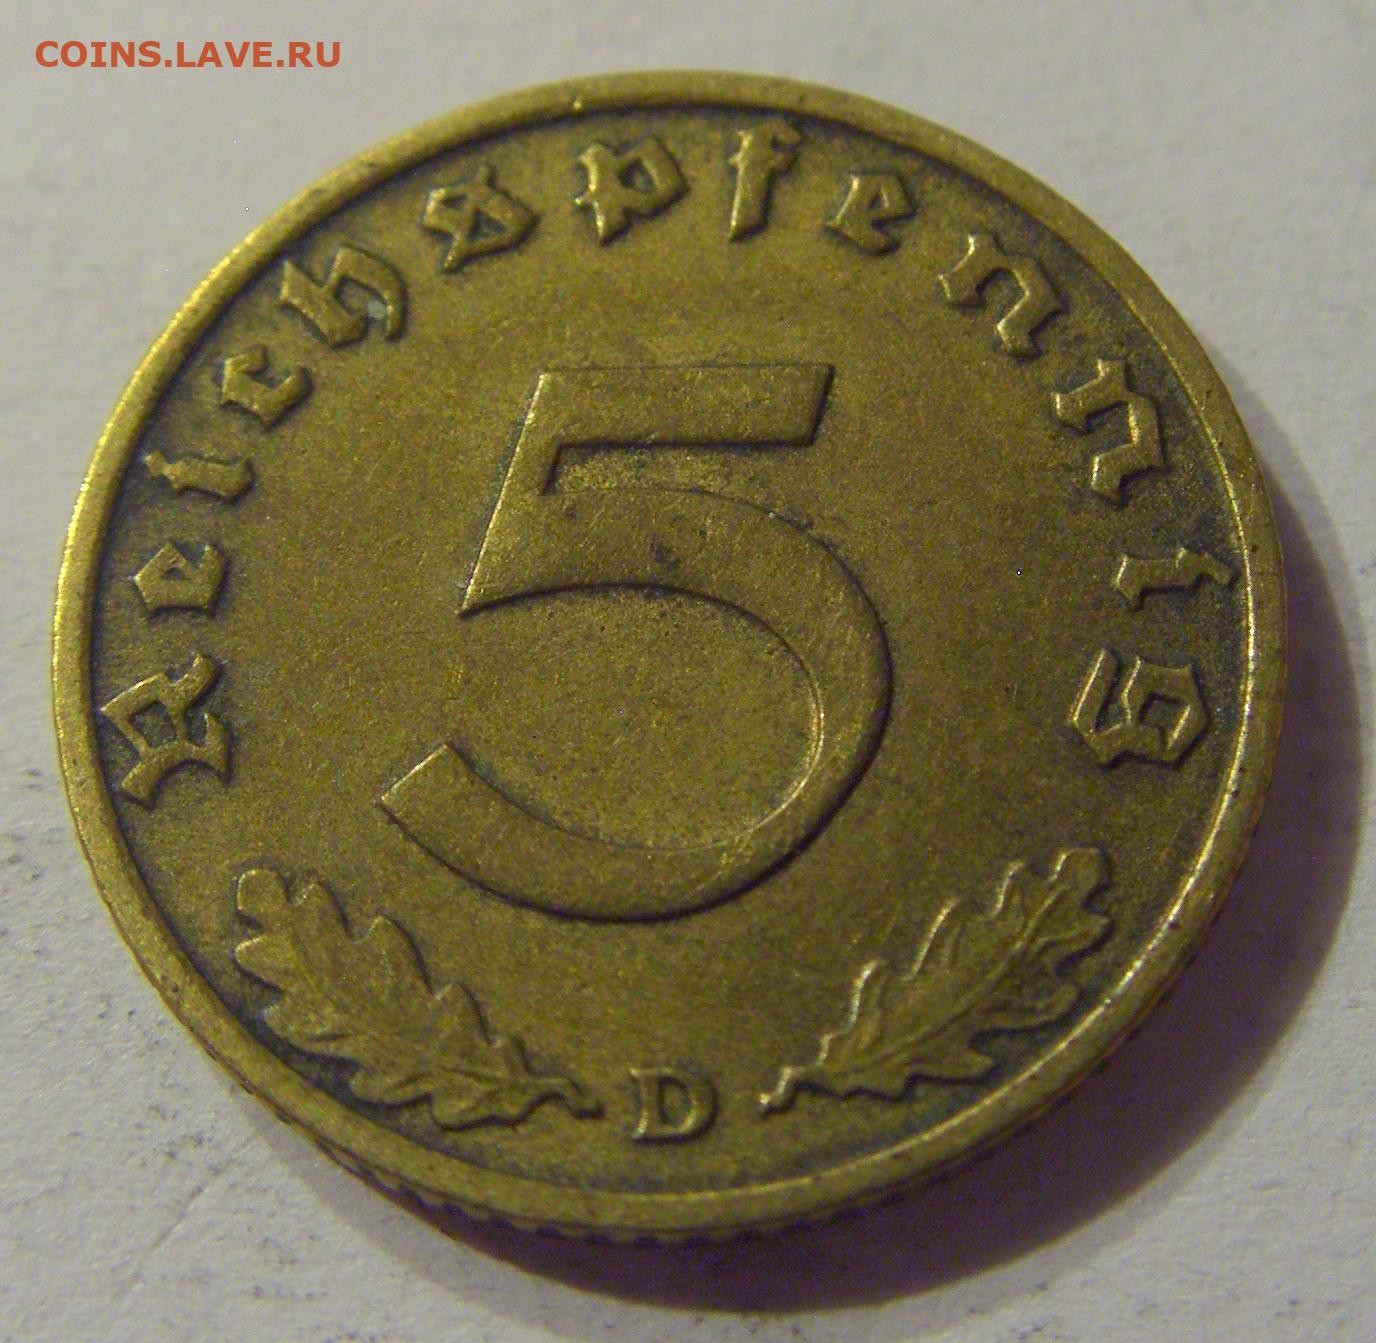 COINS.LAVE.RU
Reichspfennig
5
D